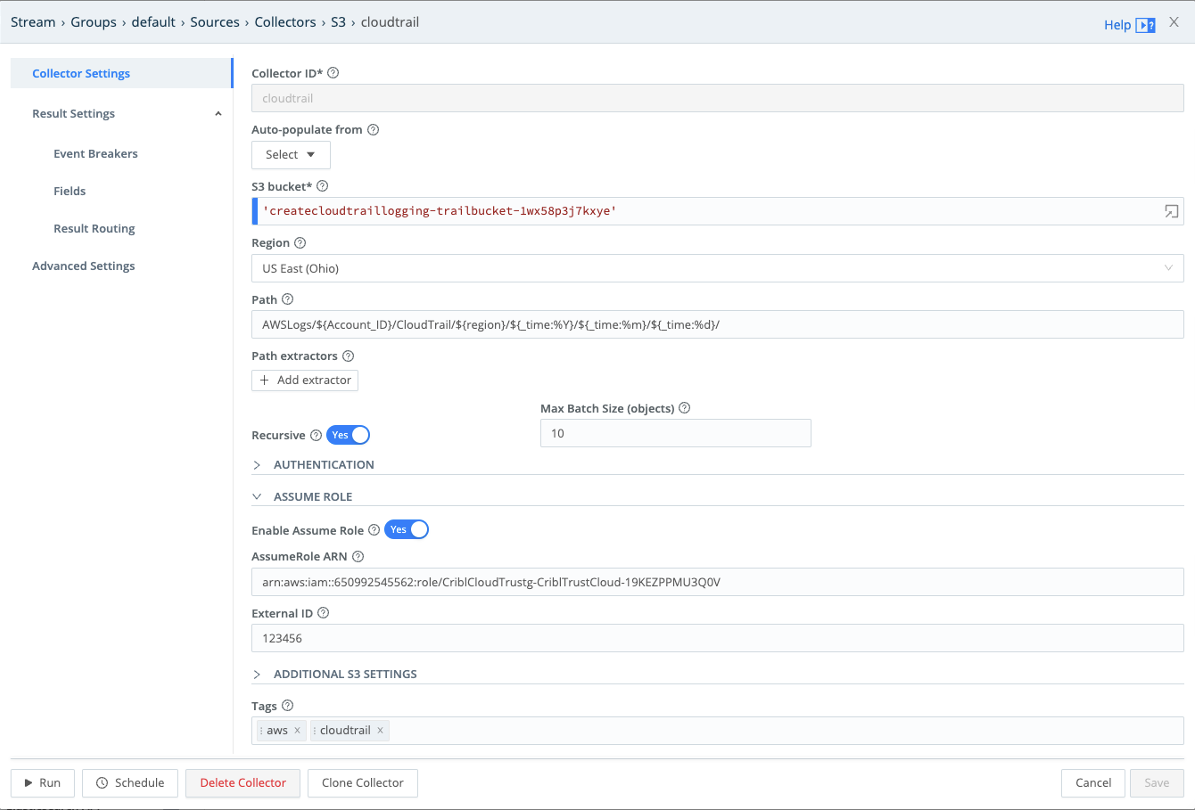 Stream › Groups › default › Sources › Collectors › S3 › cloudtrail
Help
Collector Settings
Result Settings
Event Breakers
Fields
Result Routing
Advanced Settings
Collector ID*
cloudtrail
Auto-populate from
Select
S3 bucket*
'createcloudtraillogging-trailbucket-1wx58p3j7kxye'
Region
US East (Ohio)
Path
AWSLogs/${Account_ID}/CloudTrail/${region}/${_time:%Y}/${_time:%m}/${_time:%d}/
Path extractors
+ Add extractor
Max Batch Size (objects)
Recursive Yes
10
AUTHENTICATION
ASSUME ROLE
Enable Assume Role Yes
AssumeRole ARN
arn:aws:iam::650992545562:role/CriblCloudTrustg-CriblTrustCloud-19KEZPPMU3Q0V
External ID
123456
ADDITIONAL S3 SETTINGS
Tags
aws × cloudtrail ×
Run Schedule Delete Collector Clone Collector Cancel Save